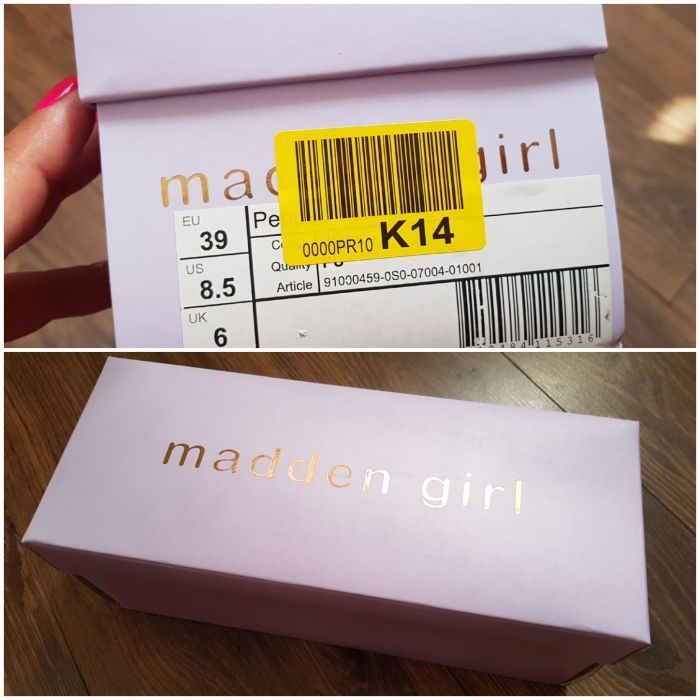 madden girl
0000PR10 K14
EU
39
US
8.5
UK
6
Quality
Article 91000459-0S0-07004-01001
madden girl